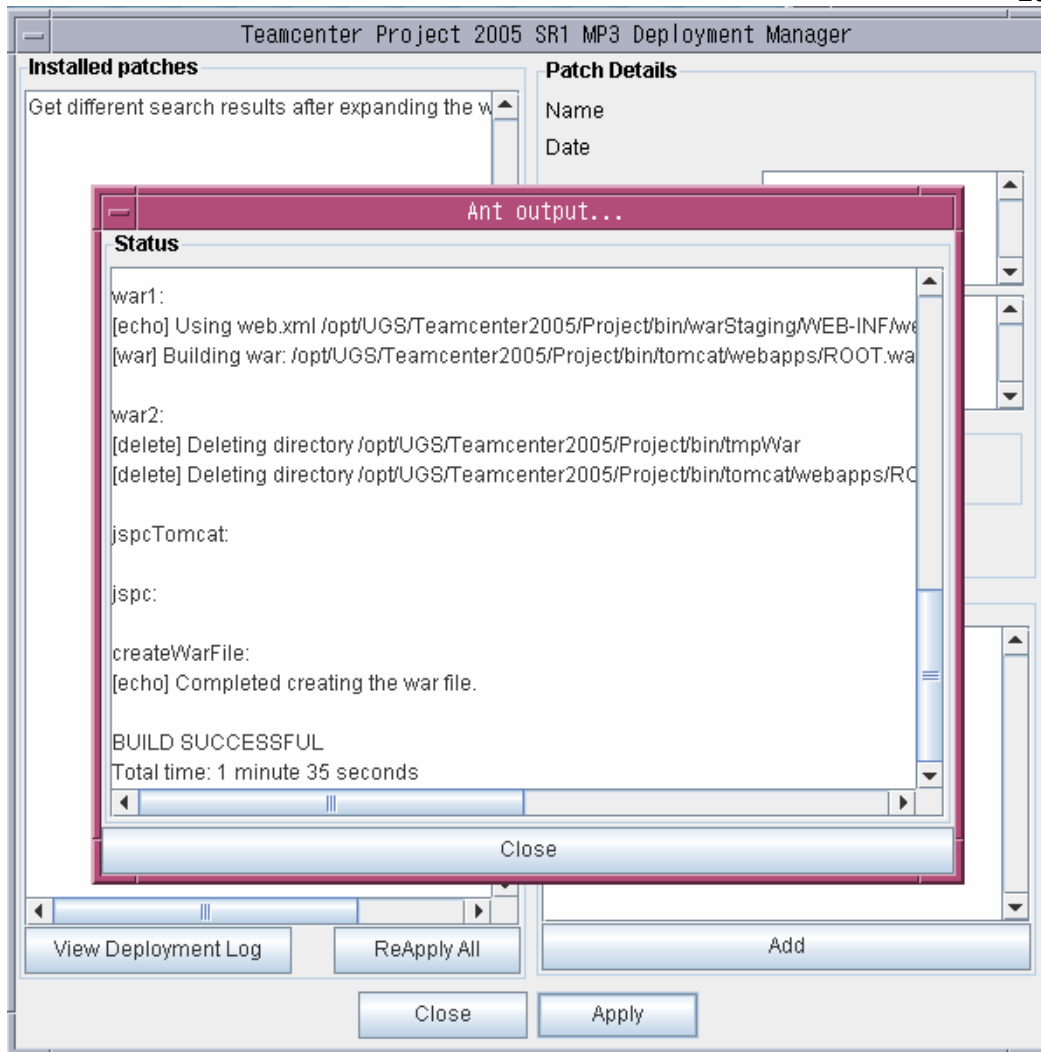 Teamcenter Project 2005 SR1 MP3 Deployment Manager
Installed patches
Get different search results after expanding the w
Patch Details
Name
Date
Ant output...
Status
war1:
[echo] Using web.xml /opt/UGS/Teamcenter2005/Project/bin/warStaging/WEB-INF/we
[war] Building war: /opt/UGS/Teamcenter2005/Project/bin/tomcat/webapps/ROOT.wa
war2:
[delete] Deleting directory /opt/UGS/Teamcenter2005/Project/bin/tmpWar
[delete] Deleting directory /opt/UGS/Teamcenter2005/Project/bin/tomcat/webapps/RO
jspcTomcat:
jspc:
createWarFile:
[echo] Completed creating the war file.
BUILD SUCCESSFUL
Total time: 1 minute 35 seconds
Close
View Deployment Log
ReApply All
Add
Close
Apply